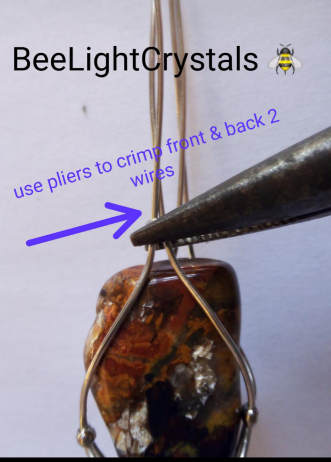 BeeLightCrystals 🐝
use pliers to crimp front & back 2
wires